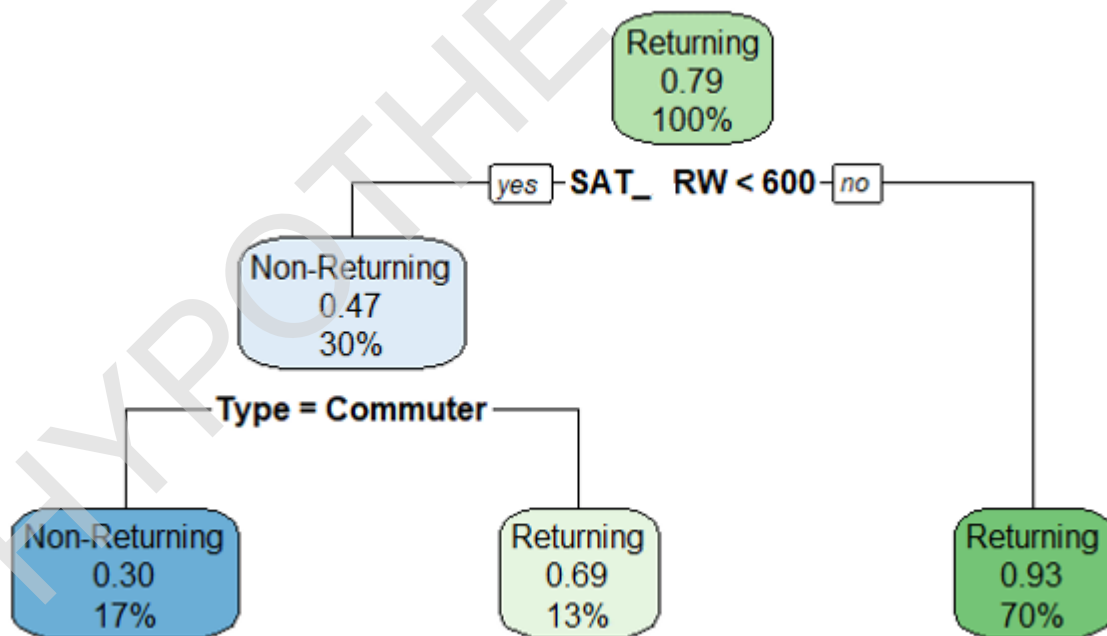 Returning
0.79
100%
yes SAT_ RW < 600 no
Non-Returning
0.47
30%
Type = Commuter
Non-Returning
0.30
17%
Returning
0.69
13%
Returning
0.93
70%
HYPOTHE